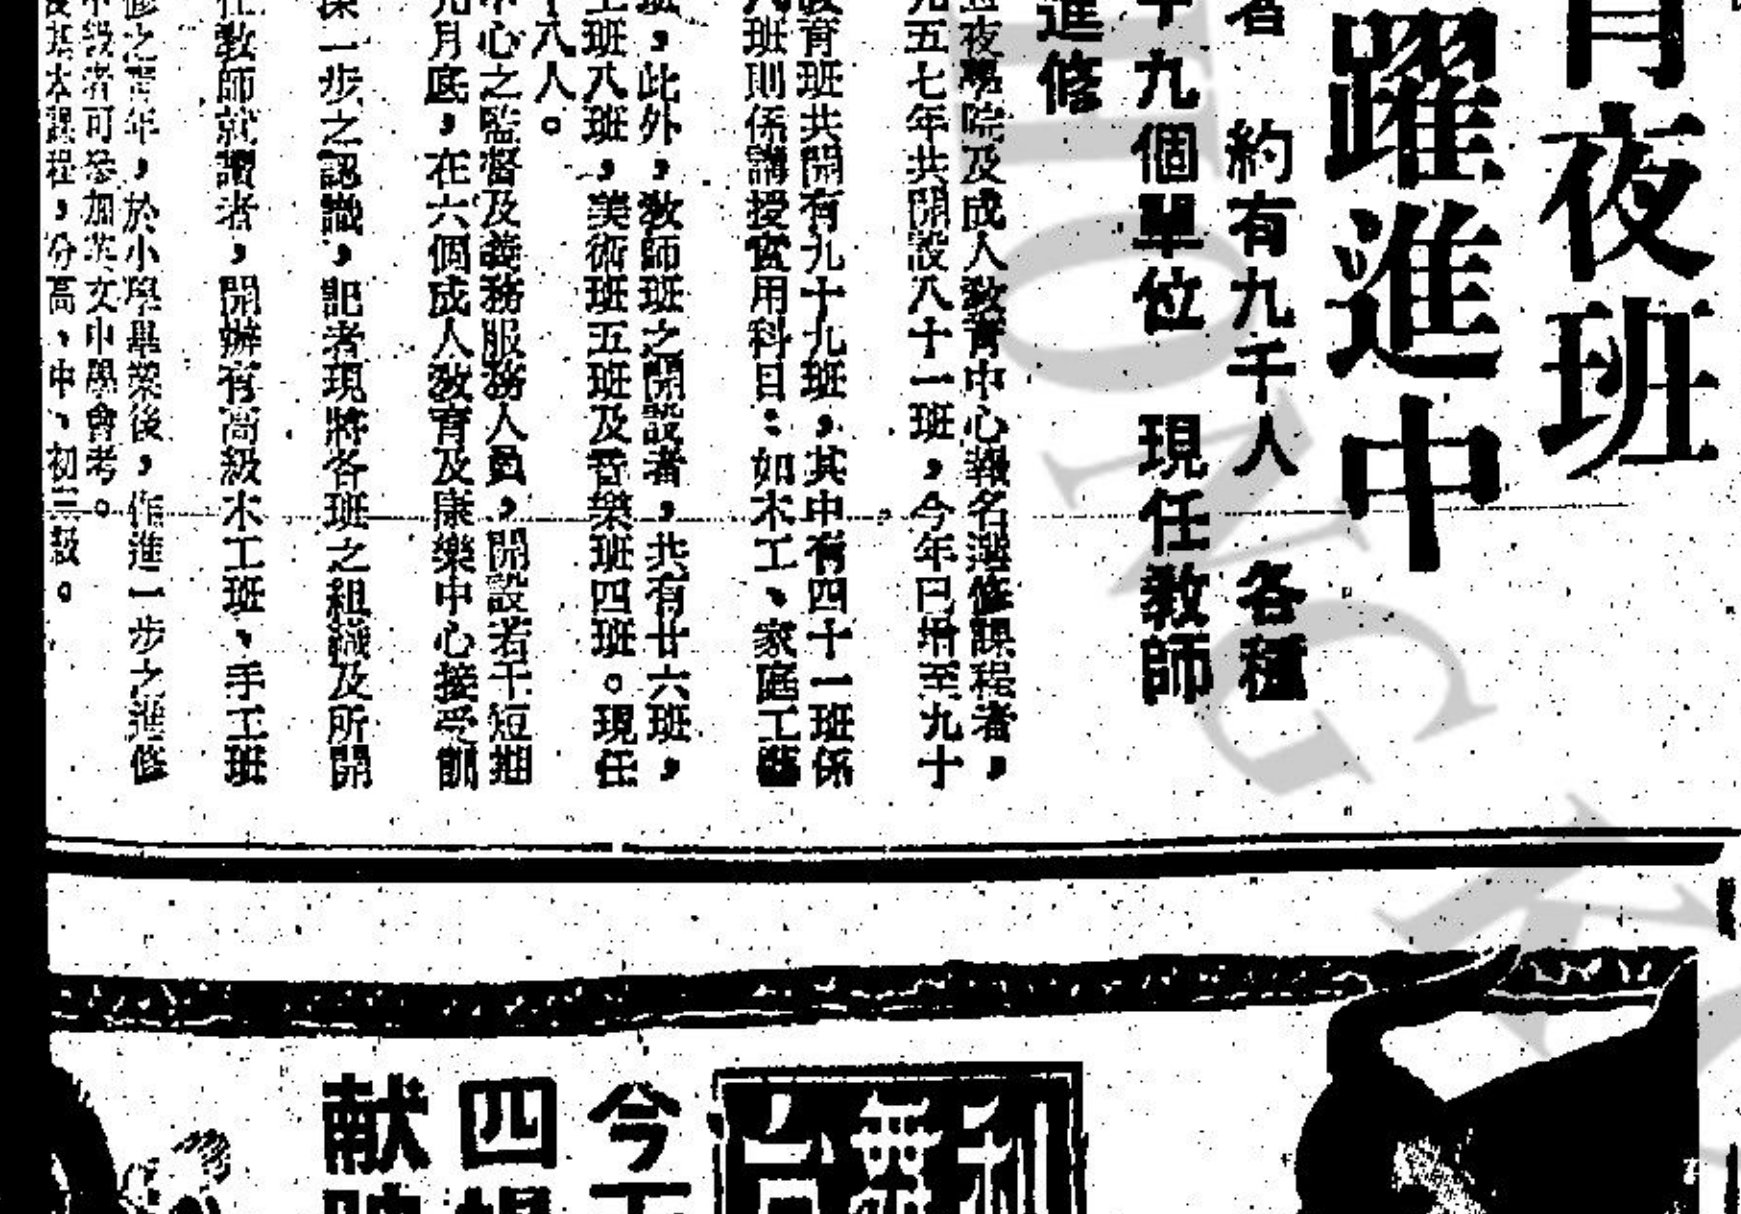 育夜班
躍進中
者 約有九千人 各種
十九個單位 現任教師
進修
夜學院及成人教育中心報名選修課程者，
五七年共開設八十一班，今年已增至九十
教育班共開有九十九班，其中有四十一班係
班則係講授實用科目：如木工、家庭工藝
班，此外，教師班之開設者，共有廿六班，
工班八班，美術班五班及音樂班四班。現任
十八人。
中心之監督及義務服務人員，開設若干短期
月底，在六個成人教育及康樂中心接受訓
深一步之認識，記者現將各班之組織及所開
任教師就讀者，開辦有高級木工班、手工班
修之青年，於小學畢業後，作進一步之進修
級者可參加英文中學會考。
基本課程，分高、中、初三級。
今
四
献
HONG K